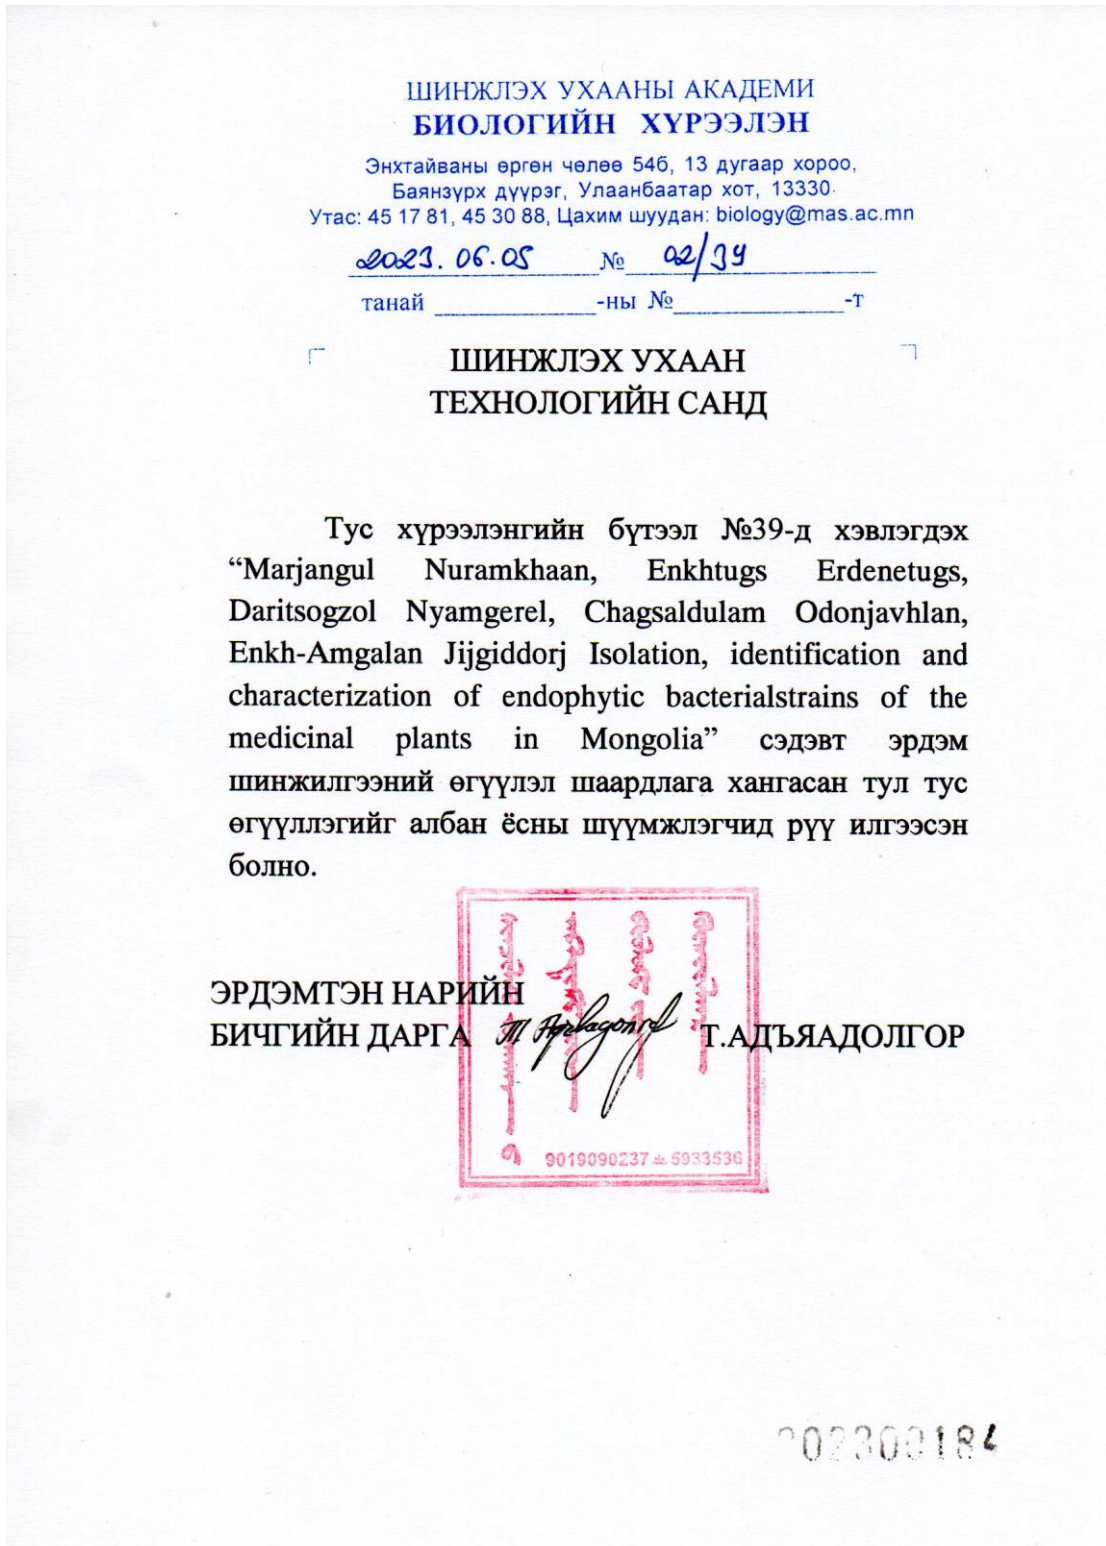 ШИНЖЛЭХ УХААНЫ АКАДЕМИ
БИОЛОГИЙН ХҮРЭЭЛЭН
Энхтайваны өргөн чөлөө 54б, 13 дугаар хороо,
Баянзүрх дүүрэг, Улаанбаатар хот, 13330.
Утас: 45 17 81, 45 30 88, Цахим шуудан: biology@mas.ac.mn
2023.06.05 № 02/39
танай ____________-ны №____________-т
ШИНЖЛЭХ УХААН
ТЕХНОЛОГИЙН САНД
Тус хүрээлэнгийн бүтээл №39-д хэвлэгдэх
“Marjangul Nuramkhaan, Enkhtugs Erdenetugs,
Daritsogzol Nyamgerel, Chagsaldulam Odonjavhlan,
Enkh-Amgalan Jijgiddorj Isolation, identification and
characterization of endophytic bacterialstrains of the
medicinal plants in Mongolia” сэдэвт эрдэм
шинжилгээний өгүүлэл шаардлага хангасан тул тус
өгүүллэгийг албан ёсны шүүмжлэгчид рүү илгээсэн
болно.
ЭРДЭМТЭН НАРИЙН
БИЧГИЙН ДАРГА Т.АДЪЯАДОЛГОР
9019090237 5933536